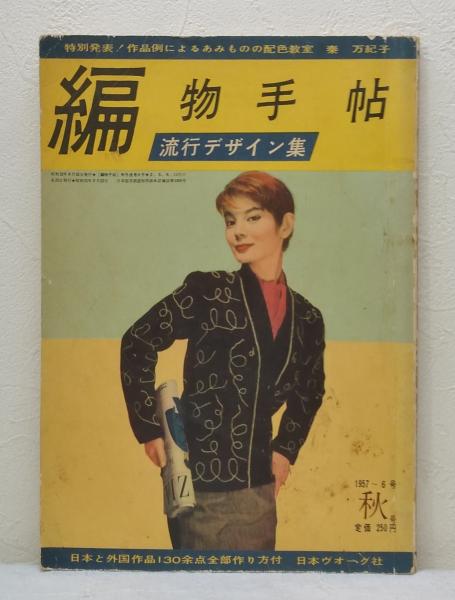 特別発表!作品例によるあみものの配色教室 秦 万紀子
編物手帖
流行デザイン集
IZ
1957-6号
秋号
定価 250円
日本と外国作品130余点全部作り方付 日本ヴオーグ社